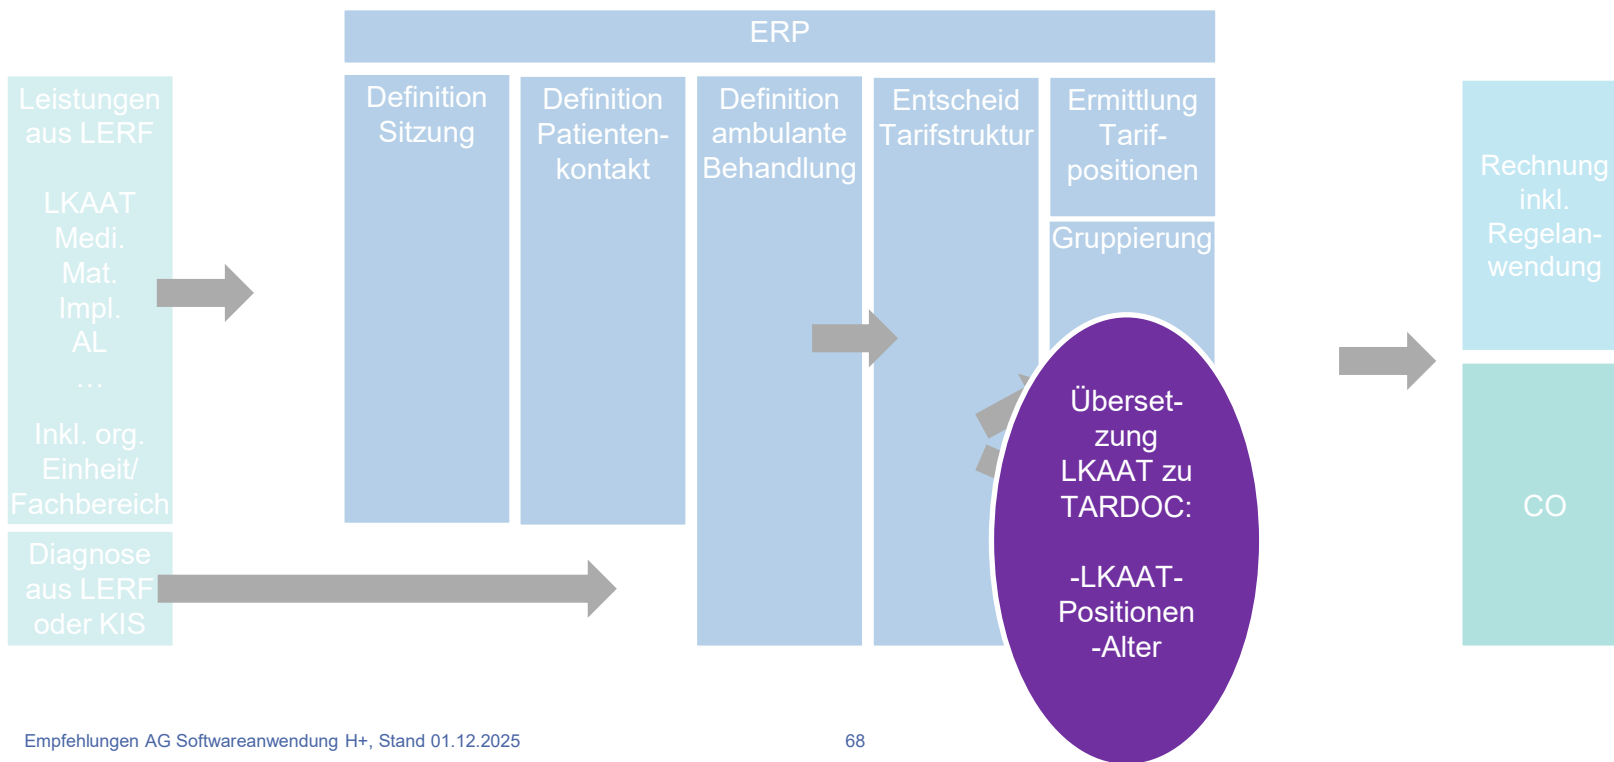 ERP
Leistungen
aus LERF
LKAAT
Medi.
Mat.
Impl.
AL
…
Inkl. org.
Einheit/
Fachbereich
Diagnose
aus LERF
oder KIS
Definition
Sitzung
Definition
Patienten-
kontakt
Definition
ambulante
Behandlung
Entscheid
Tarifstruktur
Ermittlung
Tarif-
positionen
Gruppierung
Überset-
zung
LKAAT zu
TARDOC:
-LKAAT-
Positionen
-Alter
Rechnung
inkl.
Regelan-
wendung
CO
Empfehlungen AG Softwareanwendung H+, Stand 01.12.2025
68